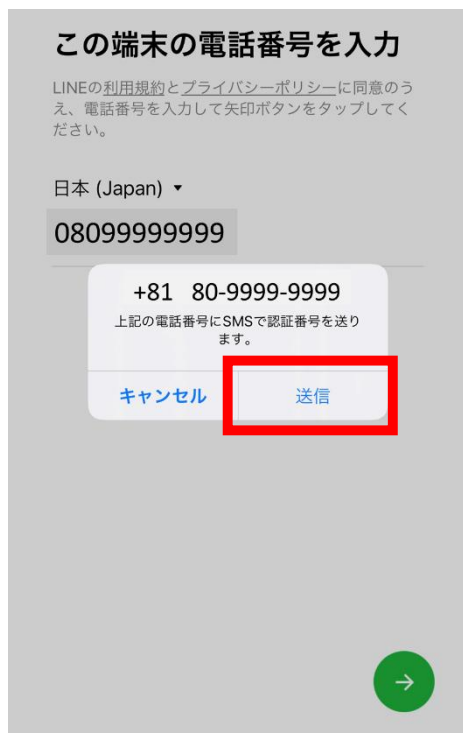 この端末の電話番号を入力
LINEの利用規約とプライバシーポリシーに同意のう
え、電話番号を入力して矢印ボタンをタップしてく
ださい。
日本 (Japan) ▼
08099999999
+81 80-9999-9999
上記の電話番号にSMSで認証番号を送り
ます。
キャンセル 送信